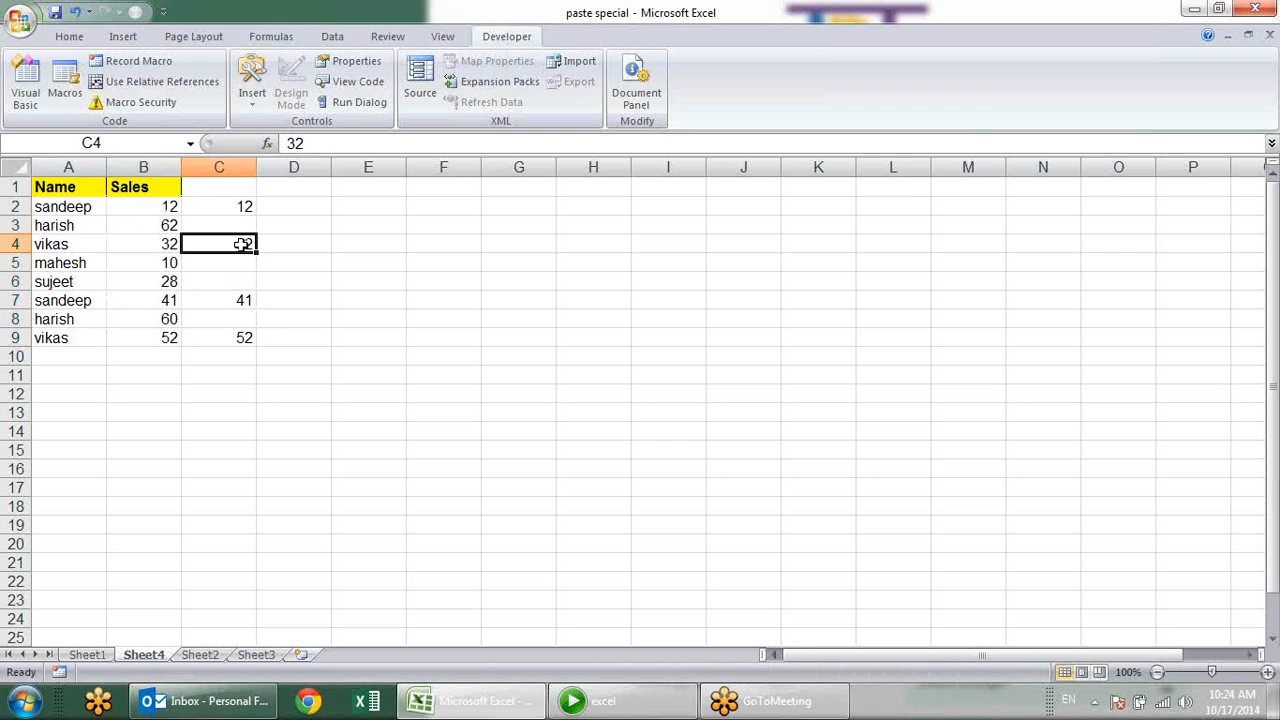 paste special - Microsoft Excel
Home Insert Page Layout Formulas Data Review View Developer
Visual Basic
Macros
Record Macro
Use Relative References
Macro Security
Code
Insert
Design Mode
Properties
View Code
Run Dialog
Controls
Source
Map Properties
Expansion Packs
Refresh Data
Import
Export
XML
Document Panel
Modify
C4 fx 32
A B C D E F G H I J K L M N O P
1 Name Sales
2 sandeep 12 12
3 harish 62
4 vikas 32
5 mahesh 10
6 sujeet 28
7 sandeep 41 41
8 harish 60
9 vikas 52 52
10
11
12
13
14
15
16
17
18
19
20
21
22
23
24
25
Sheet1 Sheet4 Sheet2 Sheet3
Ready 100%
Inbox - Personal F... Microsoft Excel - ... excel GoToMeeting EN 10:24 AM
10/17/2014